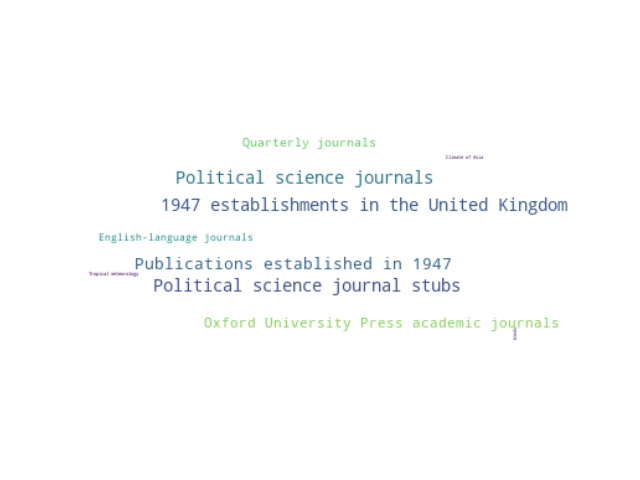 Quarterly journals
Climate of Asia
Political science journals
1947 establishments in the United Kingdom
English-language journals
Publications established in 1947
Tropical meteorology
Political science journal stubs
Oxford University Press academic journals